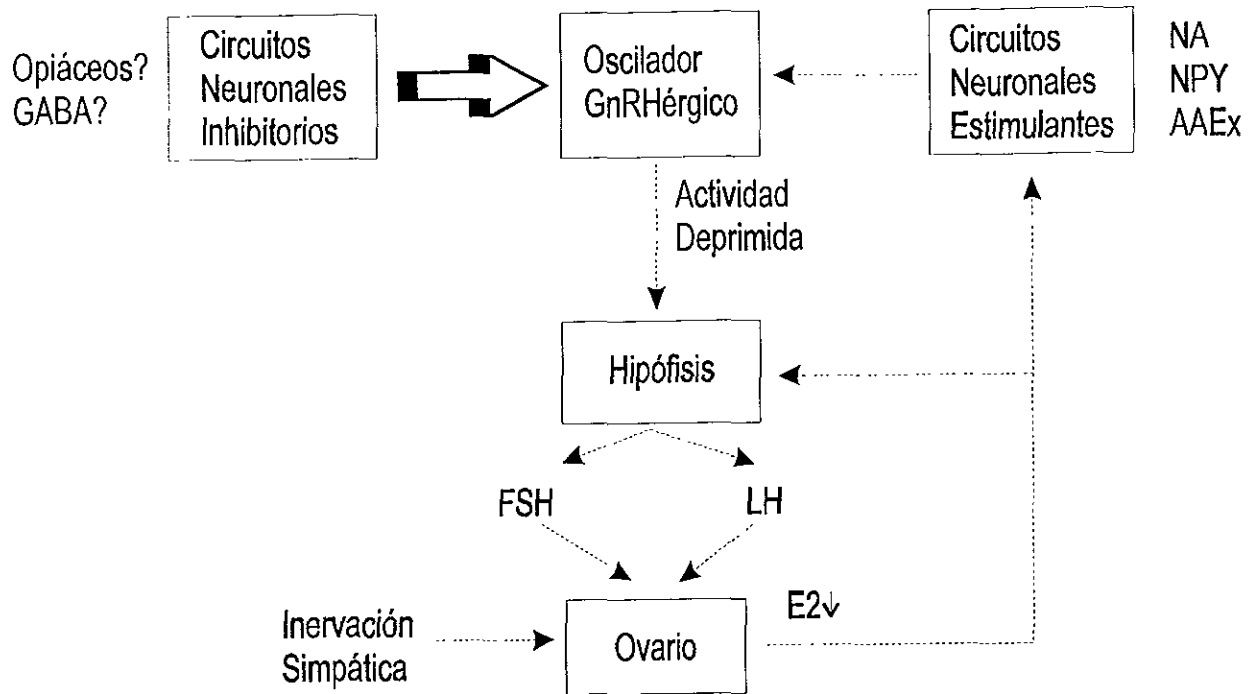 Opiáceos?
GABA?
Circuitos
Neuronales
Inhibitorios
Oscilador
GnRHérgico
Circuitos
Neuronales
Estimulantes
NA
NPY
AAEx
Actividad
Deprimida
Hipófisis
FSH
LH
Inervación
Simpática
Ovario
E2↓